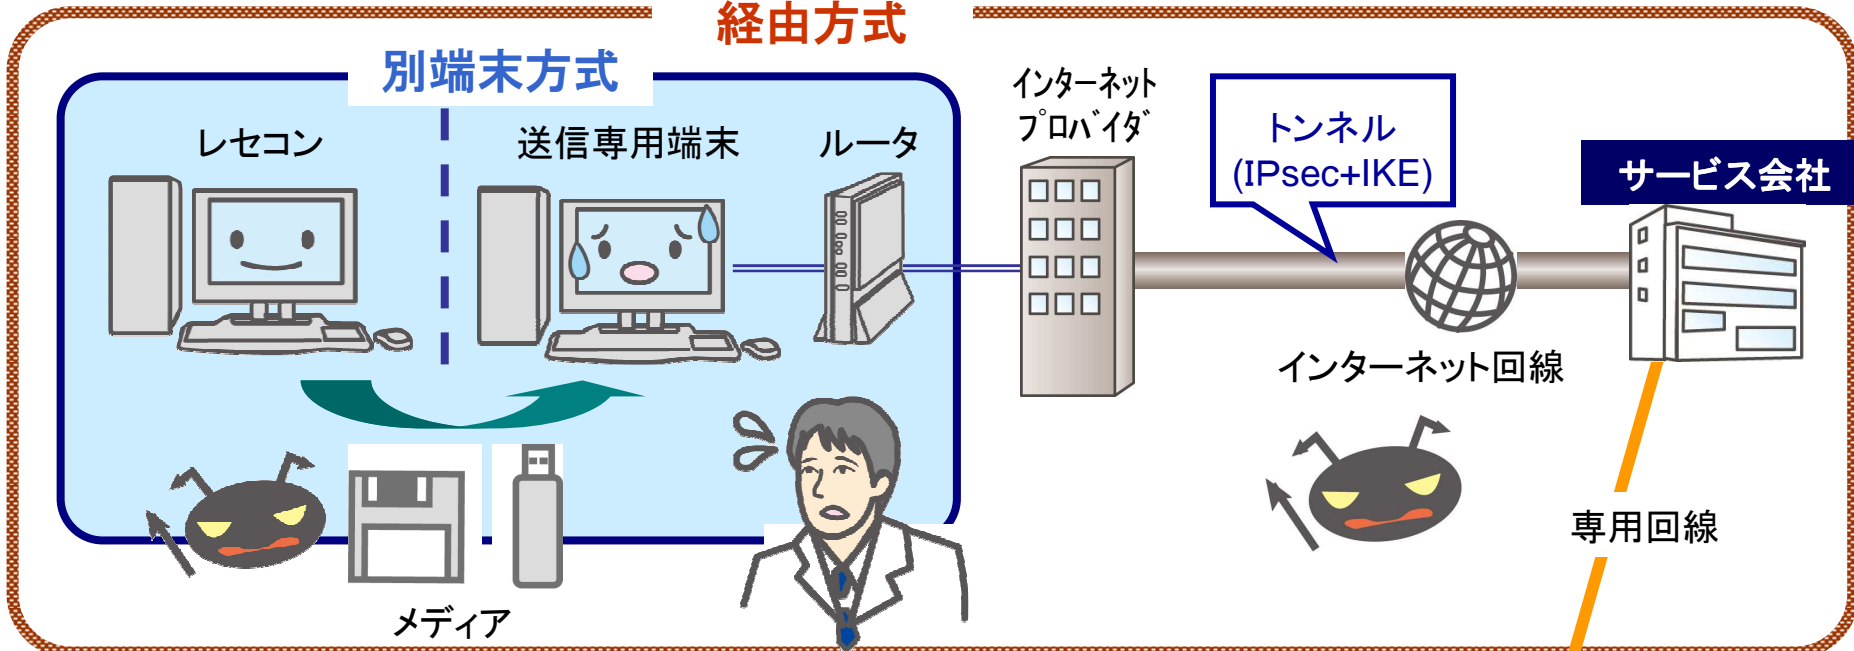 経由方式
別端末方式
レセコン
送信専用端末
ルータ
インターネット
プロバイダ
トンネル
(IPsec+IKE)
サービス会社
インターネット回線
専用回線
メディア